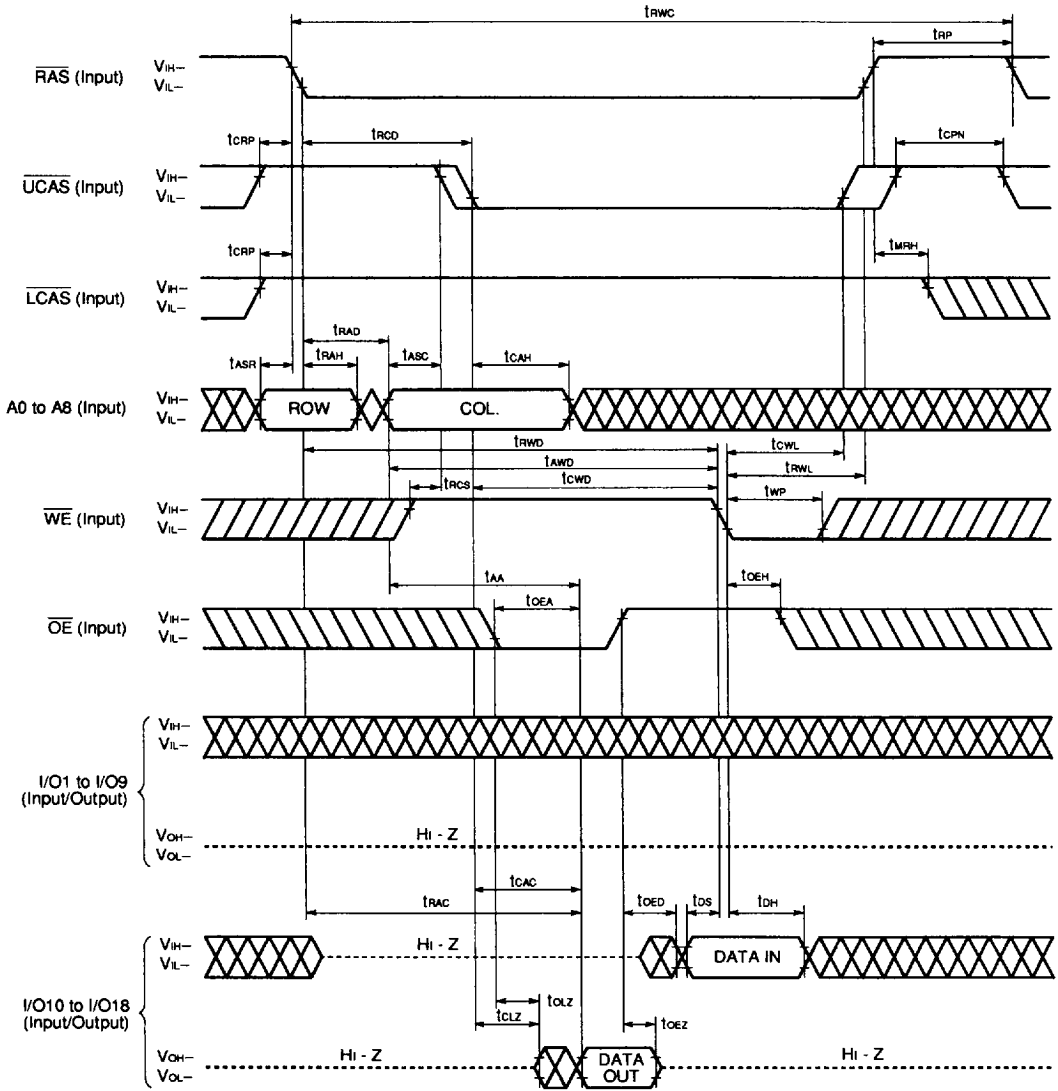 tRWC
tRP
RAS (Input)
VIH–
VIL–
tCRP
tRCD
tCPN
UCAS (Input)
VIH–
VIL–
tCRP
tMRH
LCAS (Input)
VIH–
VIL–
tRAD
tASR
tRAH
tASC
tCAH
A0 to A8 (Input)
VIH–
VIL–
ROW
COL.
tRWD
tCWL
tAWD
tRWL
tRCS
tCWD
tWP
WE (Input)
VIH–
VIL–
tAA
tOEA
tOEH
OE (Input)
VIH–
VIL–
VIH–
VIL–
I/O1 to I/O9
(Input/Output)
VOH–
VOL–
HI - Z
tCAC
tRAC
tOED
tDS
tDH
VIH–
VIL–
HI - Z
DATA IN
I/O10 to I/O18
(Input/Output)
tOLZ
tCLZ
tOEZ
VOH–
VOL–
HI - Z
DATA
OUT
HI - Z